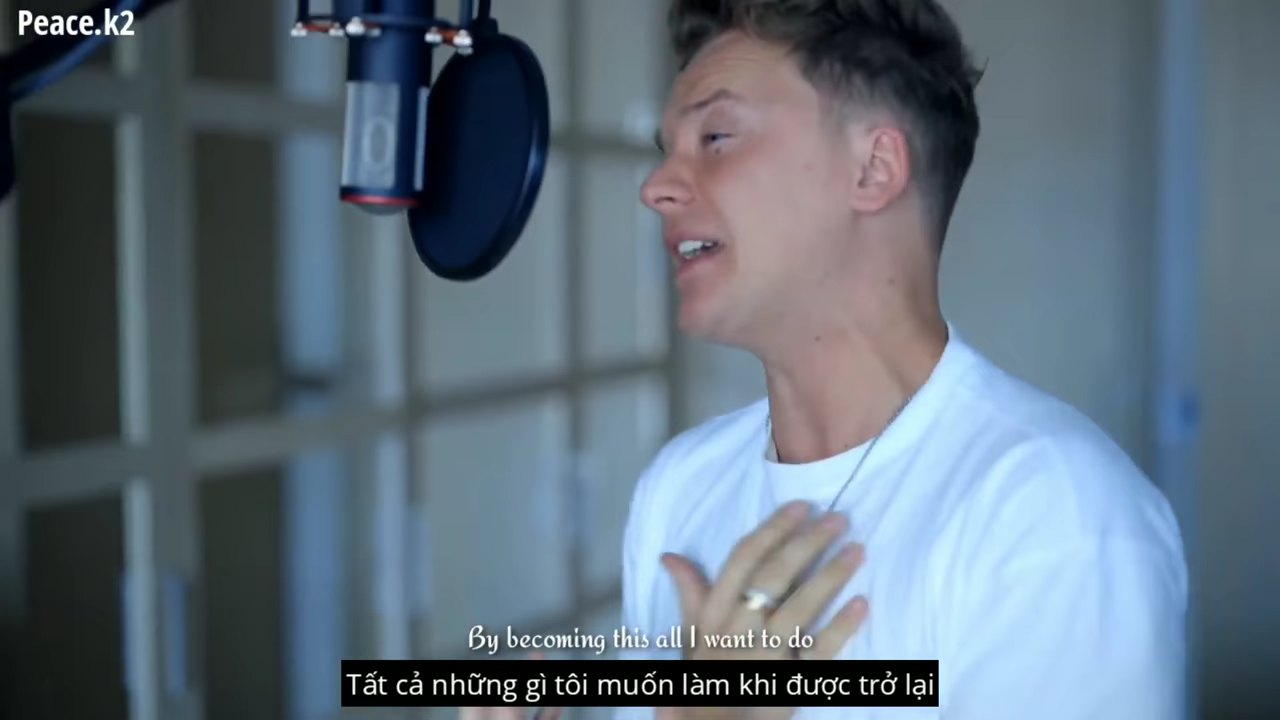 Peace.k2
By becoming this all I want to do
Tất cả những gì tôi muốn làm khi được trở lại